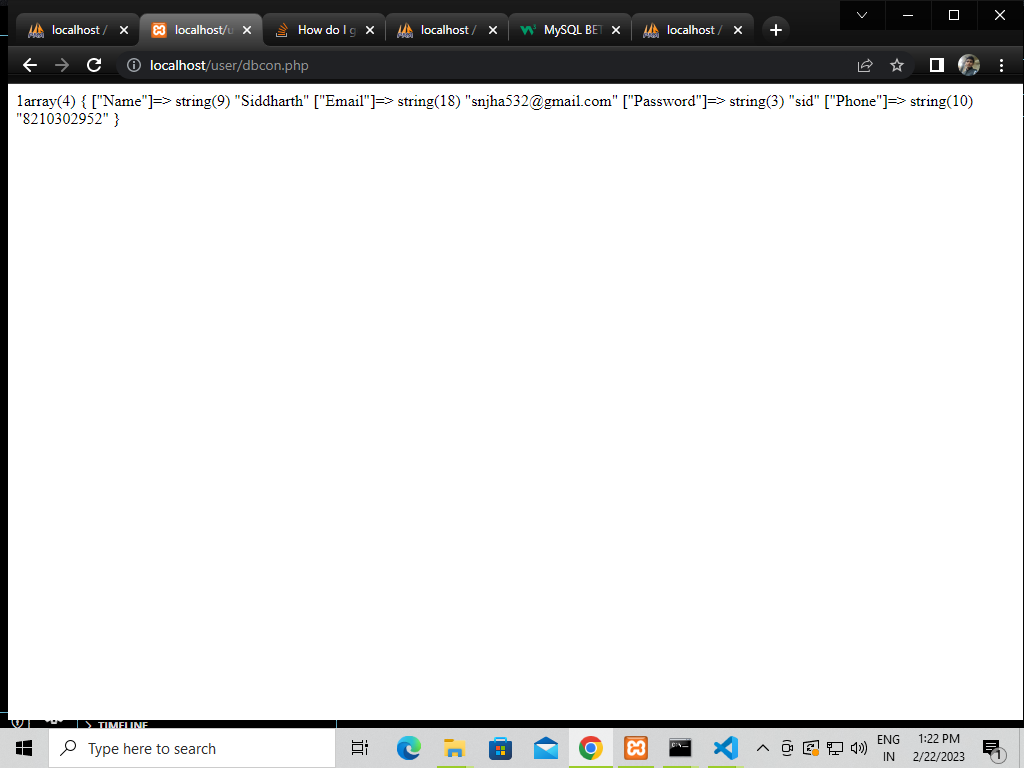 localhost /
localhost/u
How do I g
localhost /
MySQL BET
localhost /
localhost/user/dbcon.php
1array(4) { ["Name"]=> string(9) "Siddharth" ["Email"]=> string(18) "snjha532@gmail.com" ["Password"]=> string(3) "sid" ["Phone"]=> string(10)
"8210302952" }
TIMELINE
Type here to search
ENG
IN
1:22 PM
2/22/2023
1